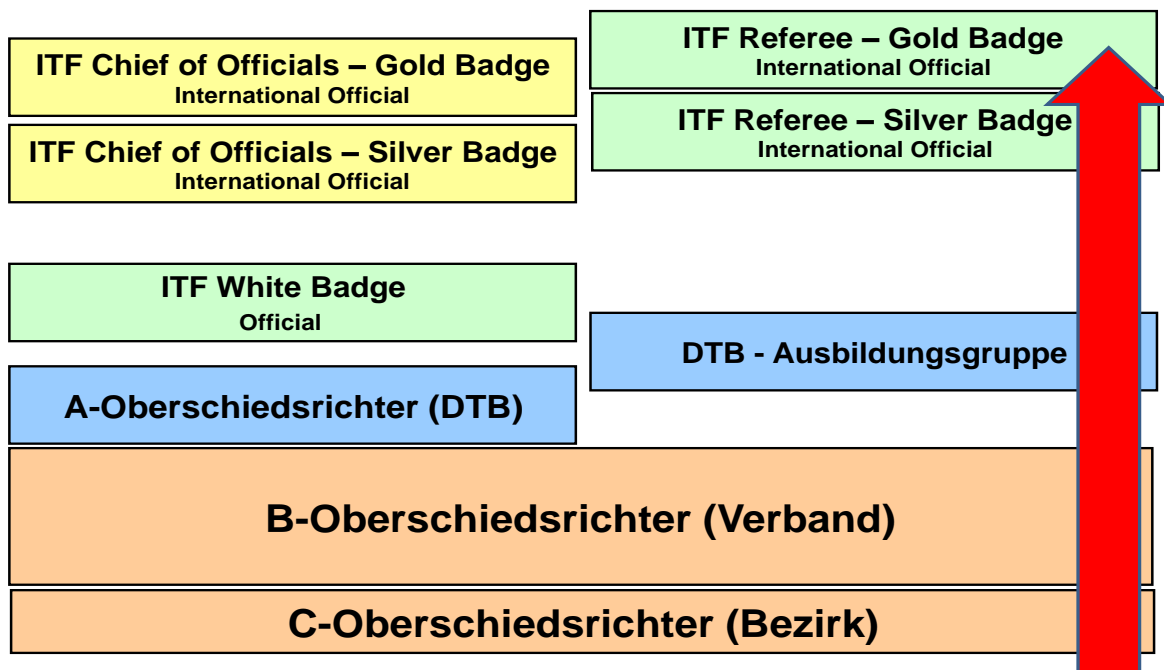 ITF Chief of Officials – Gold Badge
International Official
ITF Chief of Officials – Silver Badge
International Official
ITF Referee – Gold Badge
International Official
ITF Referee – Silver Badge
International Official
ITF White Badge
Official
DTB - Ausbildungsgruppe
A-Oberschiedsrichter (DTB)
B-Oberschiedsrichter (Verband)
C-Oberschiedsrichter (Bezirk)